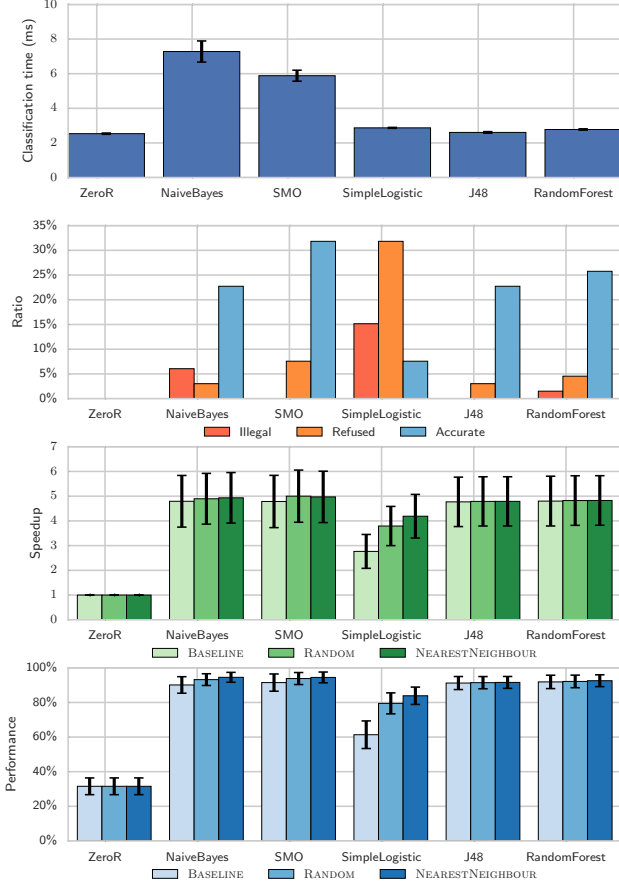 10
8
6
4
2
0
Classification time (ms)
ZeroR NaiveBayes SMO SimpleLogistic J48 RandomForest
35%
30%
25%
20%
15%
10%
5%
0%
Ratio
ZeroR NaiveBayes SMO SimpleLogistic J48 RandomForest
Illegal Refused Accurate
7
6
5
4
3
2
1
0
Speedup
ZeroR NaiveBayes SMO SimpleLogistic J48 RandomForest
BASELINE RANDOM NEARESTNEIGHBOUR
100%
80%
60%
40%
20%
0%
Performance
ZeroR NaiveBayes SMO SimpleLogistic J48 RandomForest
BASELINE RANDOM NEARESTNEIGHBOUR